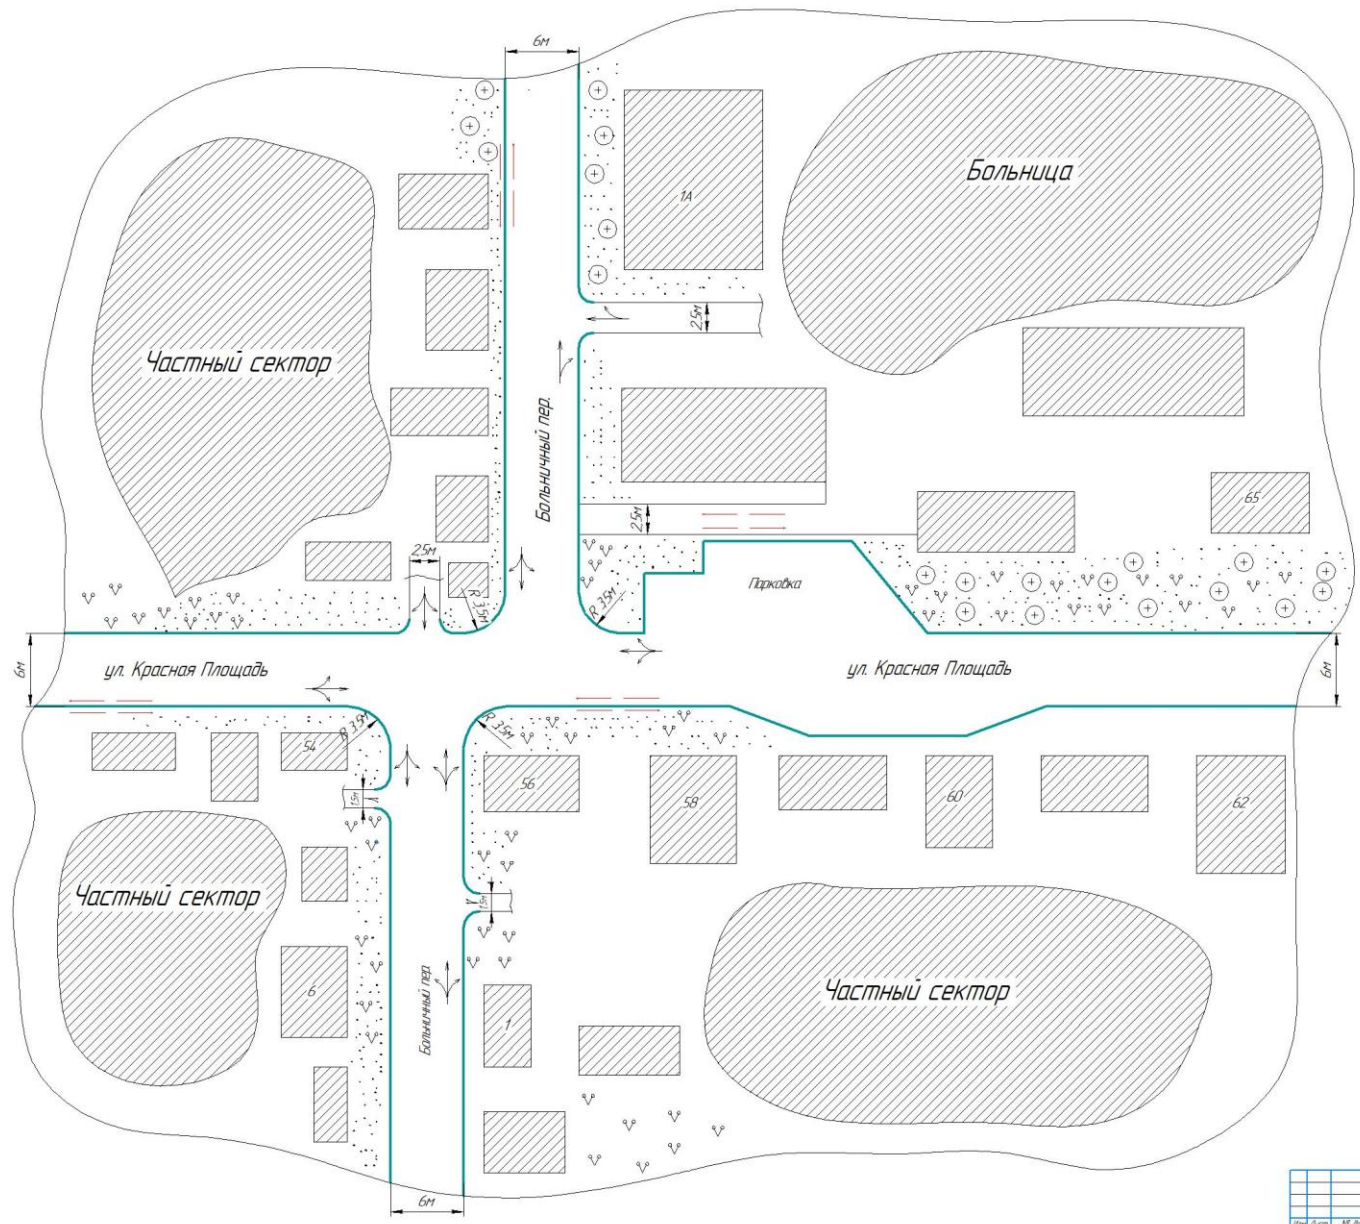 6м
Больница
1А
2,5м
Частный сектор
Больничный пер.
65
2,5м
2,5м
Парковка
R 3,5м
R 3,5м
6м
ул. Красная Площадь
ул. Красная Площадь
6м
R 3,5м
R 3,5м
54
56
58
60
62
1,5м
1,5м
Частный сектор
6
Частный сектор
1
Больничный пер.
6м